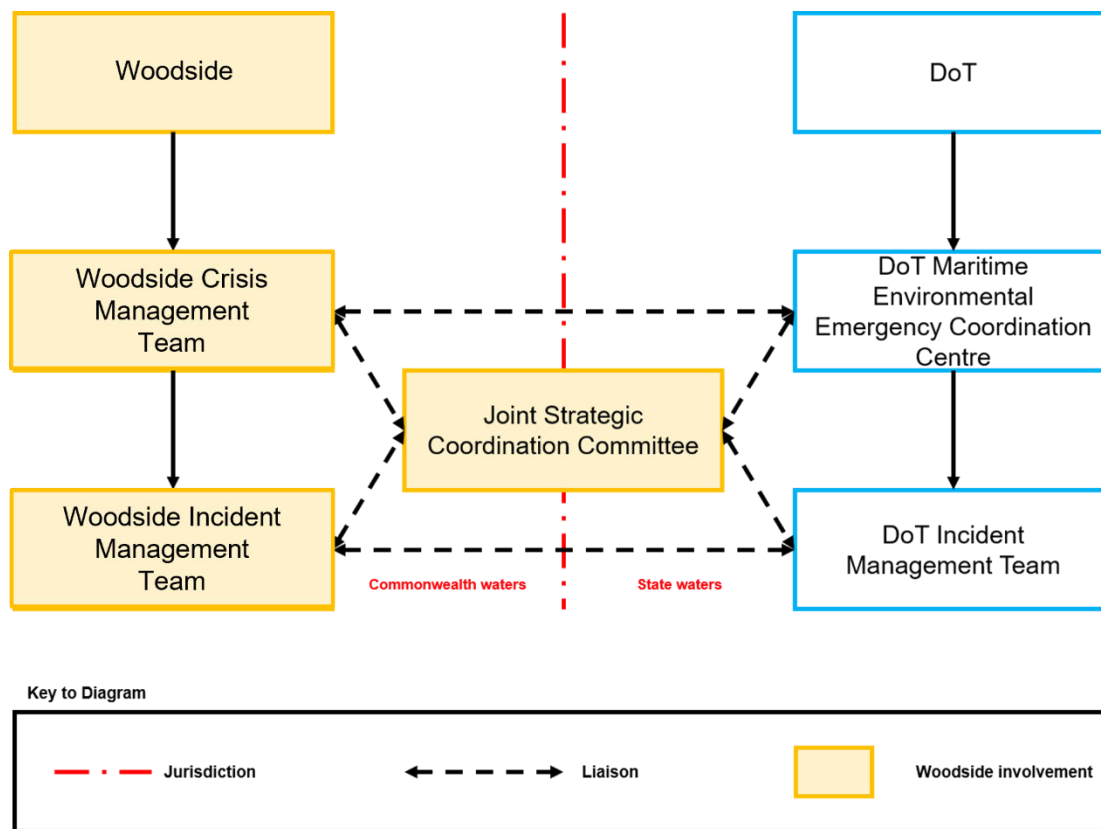 Woodside
DoT
Woodside Crisis
Management
Team
DoT Maritime
Environmental
Emergency Coordination
Centre
Joint Strategic
Coordination Committee
Woodside Incident
Management
Team
DoT Incident
Management Team
Commonwealth waters
State waters
Key to Diagram
Jurisdiction
Liaison
Woodside involvement